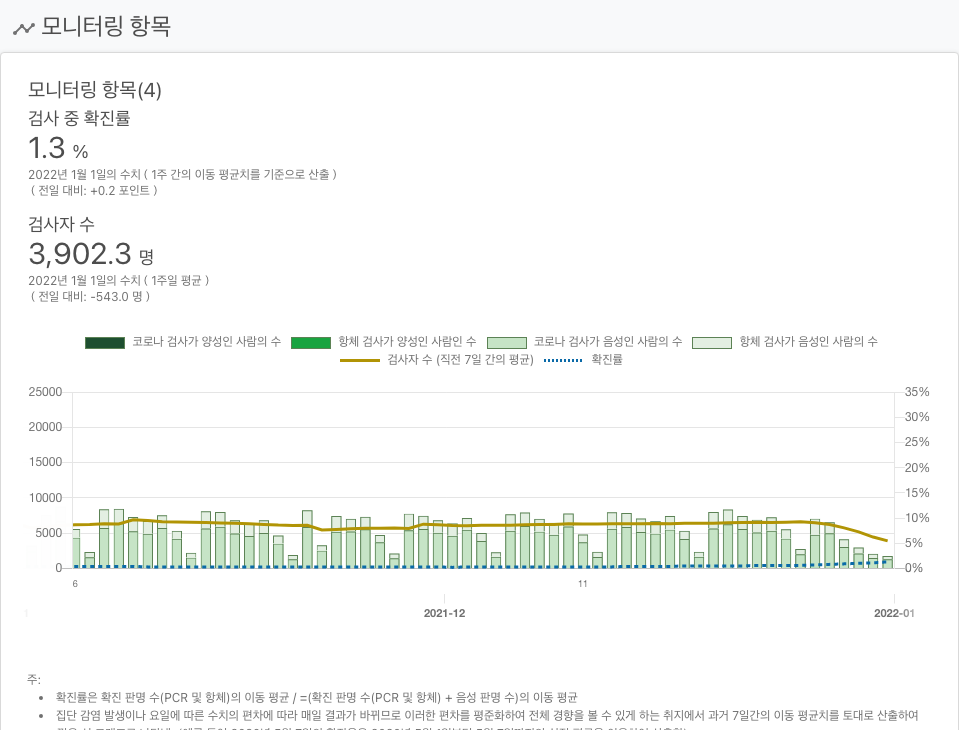 모니터링 항목
모니터링 항목(4)
검사 중 확진률
1.3 %
2022년 1월 1일의 수치 ( 1주 간의 이동 평균치를 기준으로 산출 )
( 전일 대비: +0.2 포인트 )
검사자 수
3,902.3 명
2022년 1월 1일의 수치 ( 1주일 평균 )
( 전일 대비: -543.0 명 )
코로나 검사가 양성인 사람의 수 항체 검사가 양성인 사람인 수 코로나 검사가 음성인 사람의 수 항체 검사가 음성인 사람의 수
검사자 수 (직전 7일 간의 평균) 확진률
25000 35%
30%
20000
25%
15000
20%
15%
10000
10%
5000
5%
0 0%
6 11
2021-12 2022-01
주:
확진률은 확진 판명 수(PCR 및 항체)의 이동 평균 / =(확진 판명 수(PCR 및 항체) + 음성 판명 수)의 이동 평균
집단 감염 발생이나 요일에 따른 수치의 편차에 따라 매일 결과가 바뀌므로 이러한 편차를 평준화하여 전체 경향을 볼 수 있게 하는 취지에서 과거 7일간의 이동 평균치를 토대로 산출하여